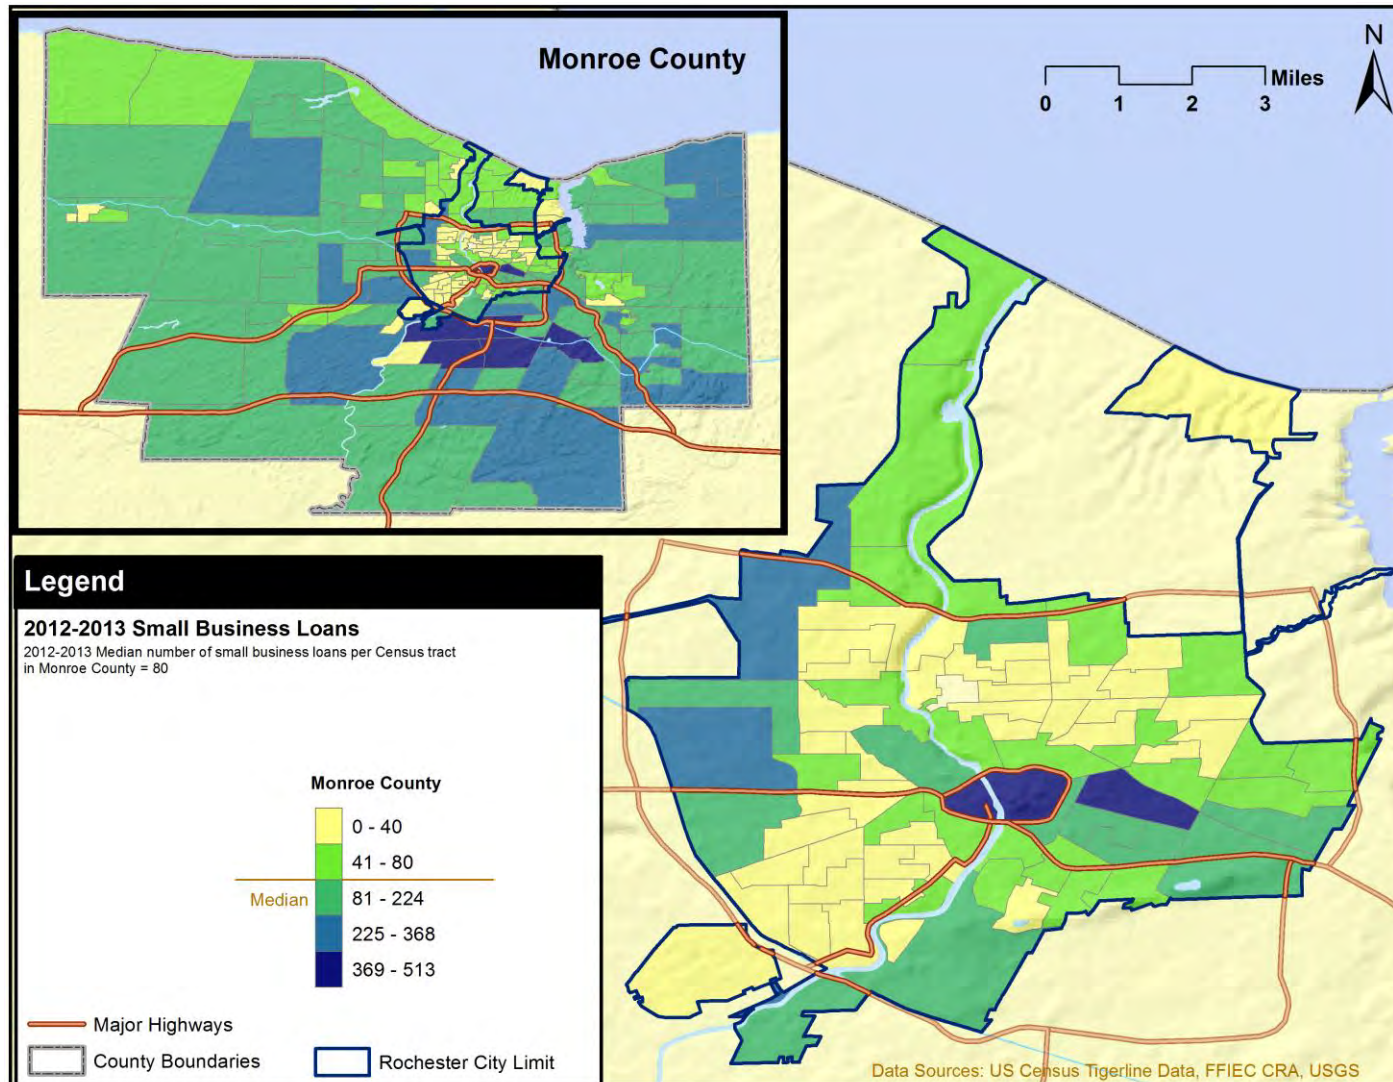 Monroe County
N
Miles
0 1 2 3
Legend
2012-2013 Small Business Loans
2012-2013 Median number of small business loans per Census tract
in Monroe County = 80
Monroe County
0 - 40
41 - 80
Median
81 - 224
225 - 368
369 - 513
Major Highways
County Boundaries
Rochester City Limit
Data Sources: US Census Tigerline Data, FFIEC CRA, USGS